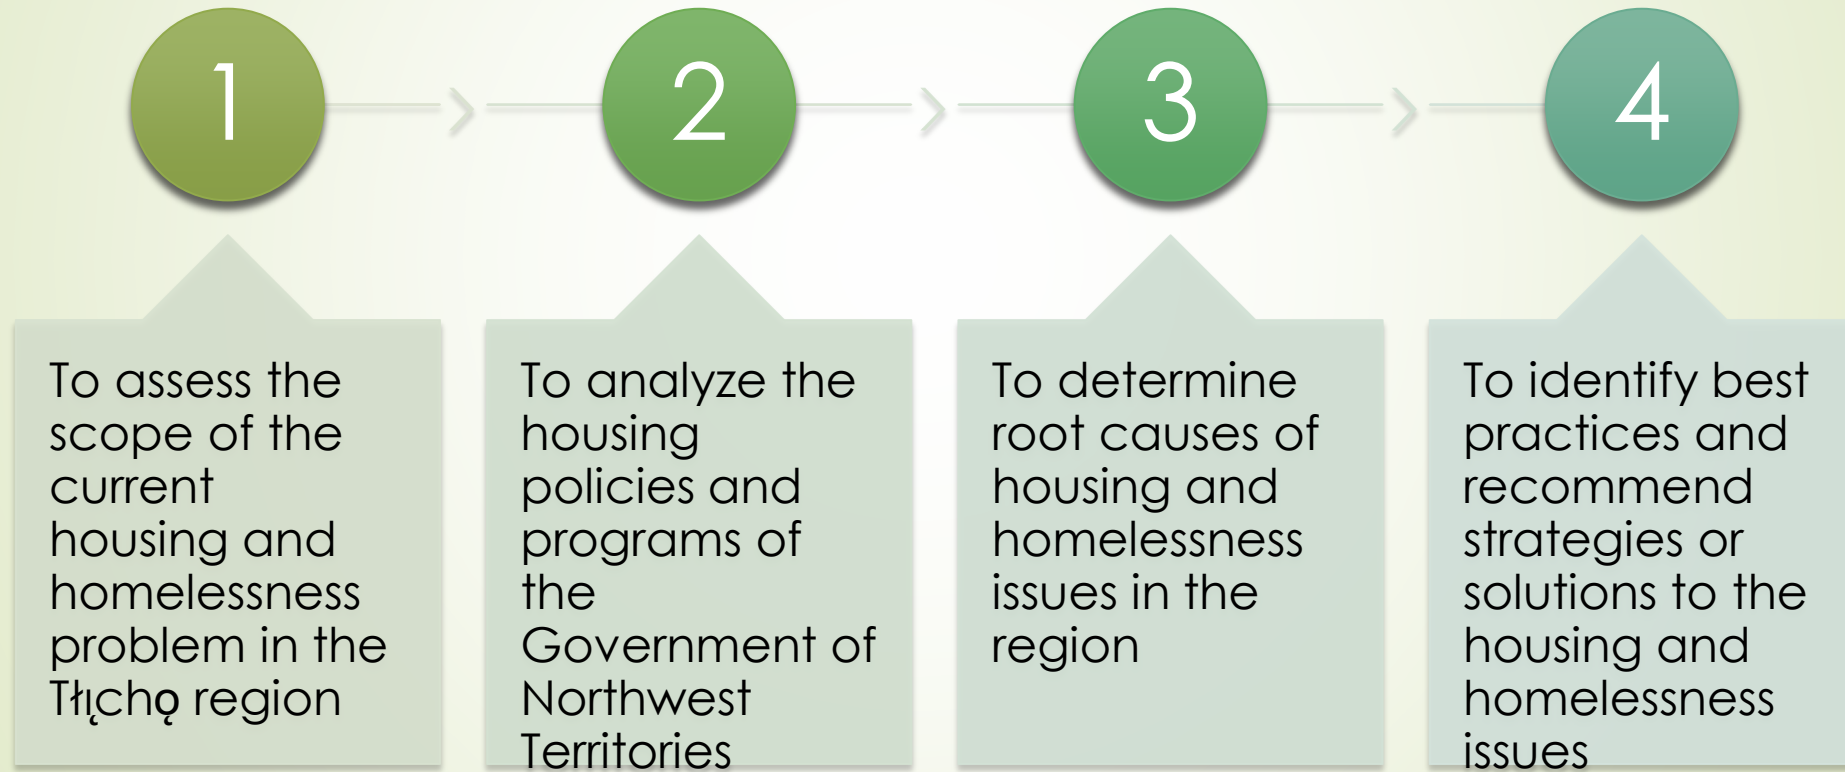 1
To assess the
scope of the
current
housing and
homelessness
problem in the
Tłı̨chǫ region
2
To analyze the
housing
policies and
programs of
the
Government of
Northwest
Territories
3
To determine
root causes of
housing and
homelessness
issues in the
region
4
To identify best
practices and
recommend
strategies or
solutions to the
housing and
homelessness
issues